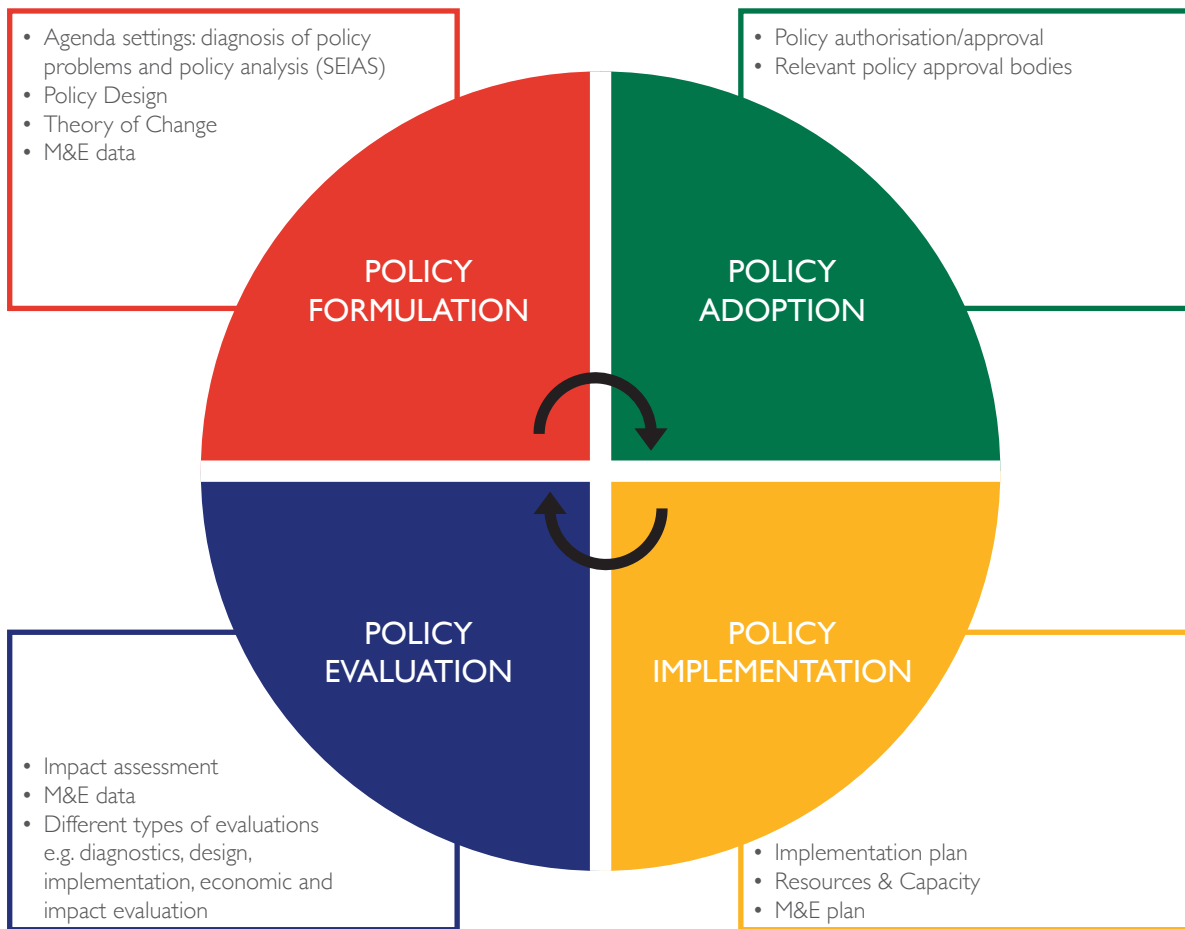 • Agenda settings: diagnosis of policy
problems and policy analysis (SEIAS)
• Policy Design
• Theory of Change
• M&E data
• Policy authorisation/approval
• Relevant policy approval bodies
POLICY
FORMULATION
POLICY
ADOPTION
POLICY
EVALUATION
POLICY
IMPLEMENTATION
• Impact assessment
• M&E data
• Different types of evaluations
e.g. diagnostics, design,
implementation, economic and
impact evaluation
• Implementation plan
• Resources & Capacity
• M&E plan